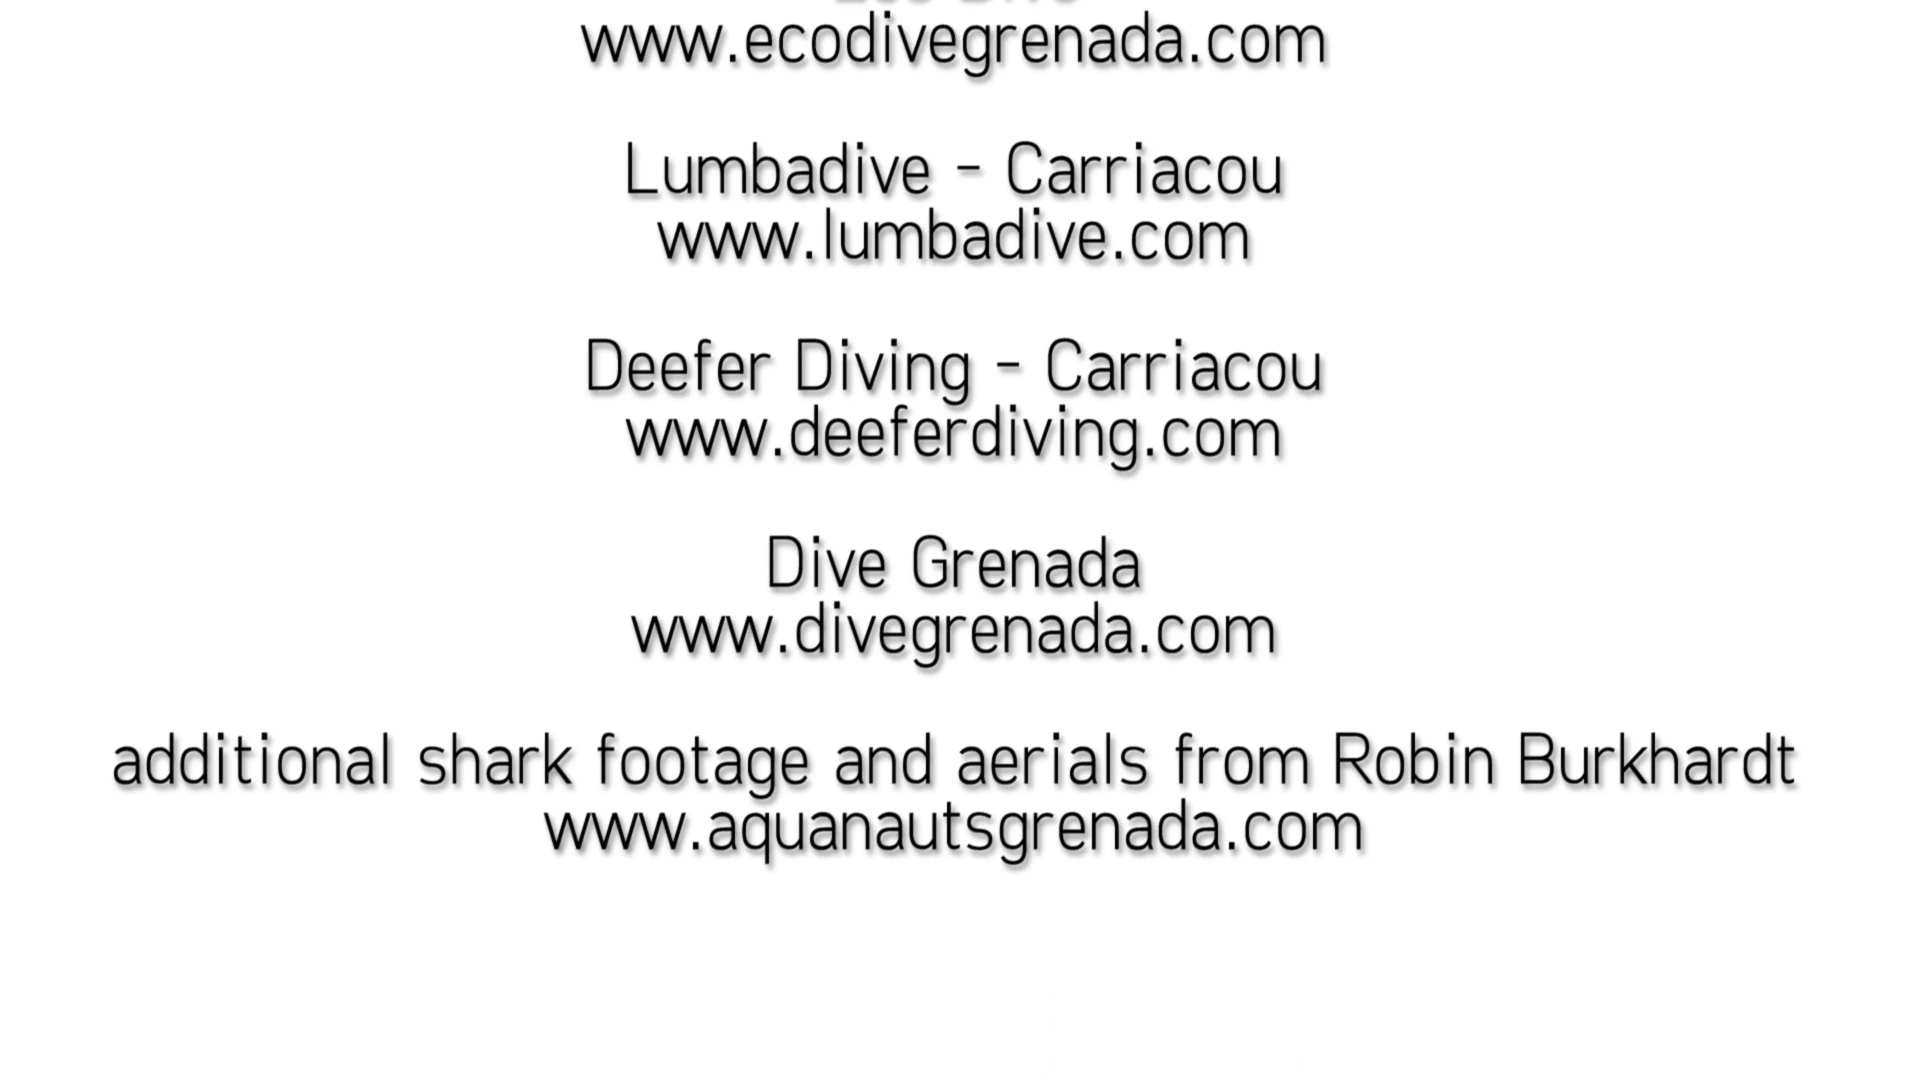 www.ecodivegrenada.com
Lumbadive - Carriacou
www.lumbadive.com
Deefer Diving - Carriacou
www.deeferdiving.com
Dive Grenada
www.divegrenada.com
additional shark footage and aerials from Robin Burkhardt
www.aquanautsgrenada.com